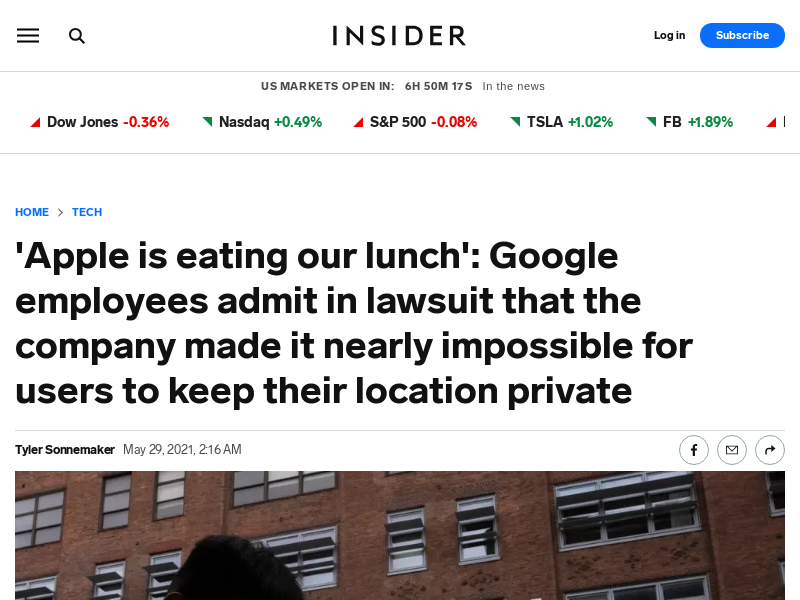 INSIDER
Log in
Subscribe
US MARKETS OPEN IN: 6H 50M 17S In the news
Dow Jones -0.36% Nasdaq +0.49% S&P 500 -0.08% TSLA +1.02% FB +1.89%
HOME > TECH
'Apple is eating our lunch': Google
employees admit in lawsuit that the
company made it nearly impossible for
users to keep their location private
Tyler Sonnemaker May 29, 2021, 2:16 AM